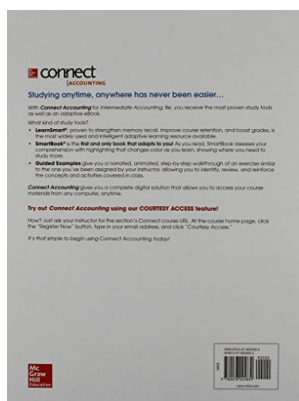 connect
ACCOUNTING
Studying anytime, anywhere has never been easier…
With Connect Accounting for Intermediate Accounting, 8e, you receive the most proven study tools
as well as an adaptive eBook.
What kind of study tools?
• LearnSmart®, proven to strengthen memory recall, improve course retention, and boost grades, is
the most widely used and intelligent adaptive learning resource available.
• SmartBook® is the first and only book that adapts to you! As you read, SmartBook assesses your
comprehension with highlighting that changes color as you learn, showing where you need to
study more.
• Guided Examples give you a narrated, animated, step-by-step walkthrough of an exercise similar
to the one you've been assigned by your instructor, allowing you to identify, review, and reinforce
the concepts and activities covered in class.
Connect Accounting gives you a complete digital solution that allows you to access your course
materials from any computer, anytime.
Try out Connect Accounting using our COURTESY ACCESS feature!
How? Just ask your instructor for the section's Connect course URL. At the course home page, click
the "Register Now" button, type in your email address, and click "Courtesy Access."
It's that simple to begin using Connect Accounting today!
Mc
Graw
Hill
Education